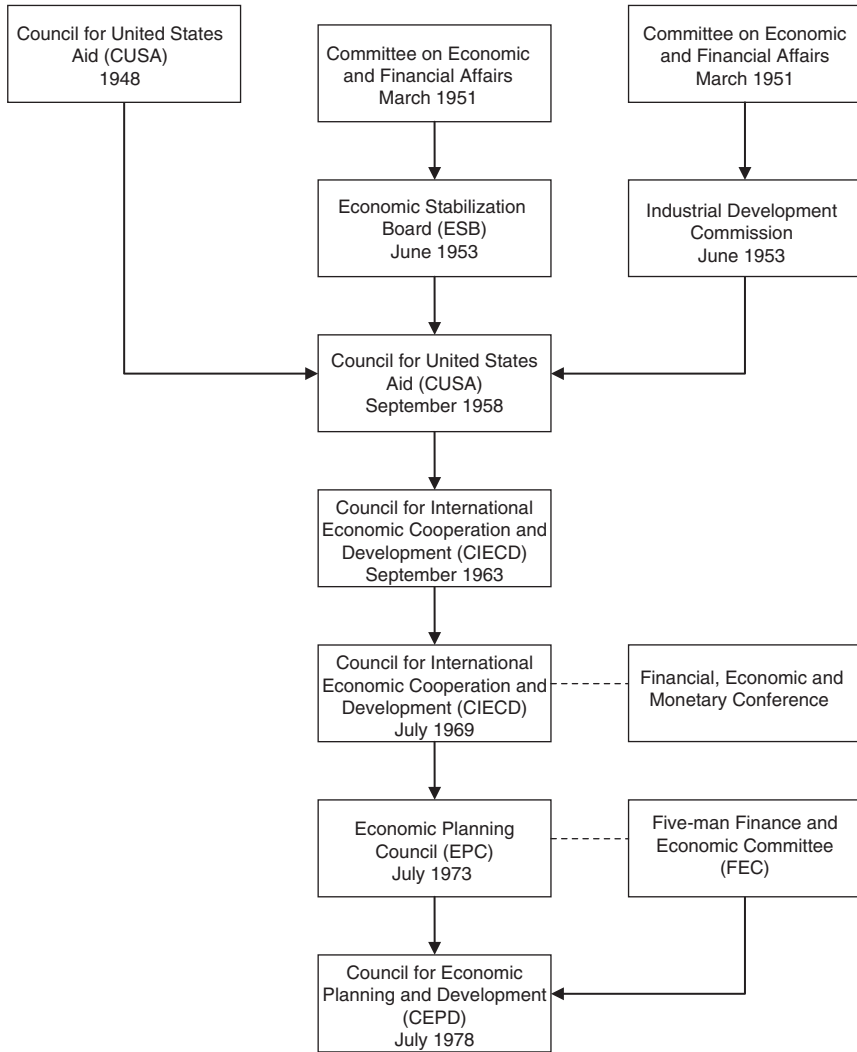 Council for United States
Aid (CUSA)
1948
Committee on Economic
and Financial Affairs
March 1951
Committee on Economic
and Financial Affairs
March 1951
Economic Stabilization
Board (ESB)
June 1953
Industrial Development
Commission
June 1953
Council for United States
Aid (CUSA)
September 1958
Council for International
Economic Cooperation and
Development (CIECD)
September 1963
Council for International
Economic Cooperation and
Development (CIECD)
July 1969
Financial, Economic and
Monetary Conference
Economic Planning
Council (EPC)
July 1973
Five-man Finance and
Economic Committee
(FEC)
Council for Economic
Planning and Development
(CEPD)
July 1978